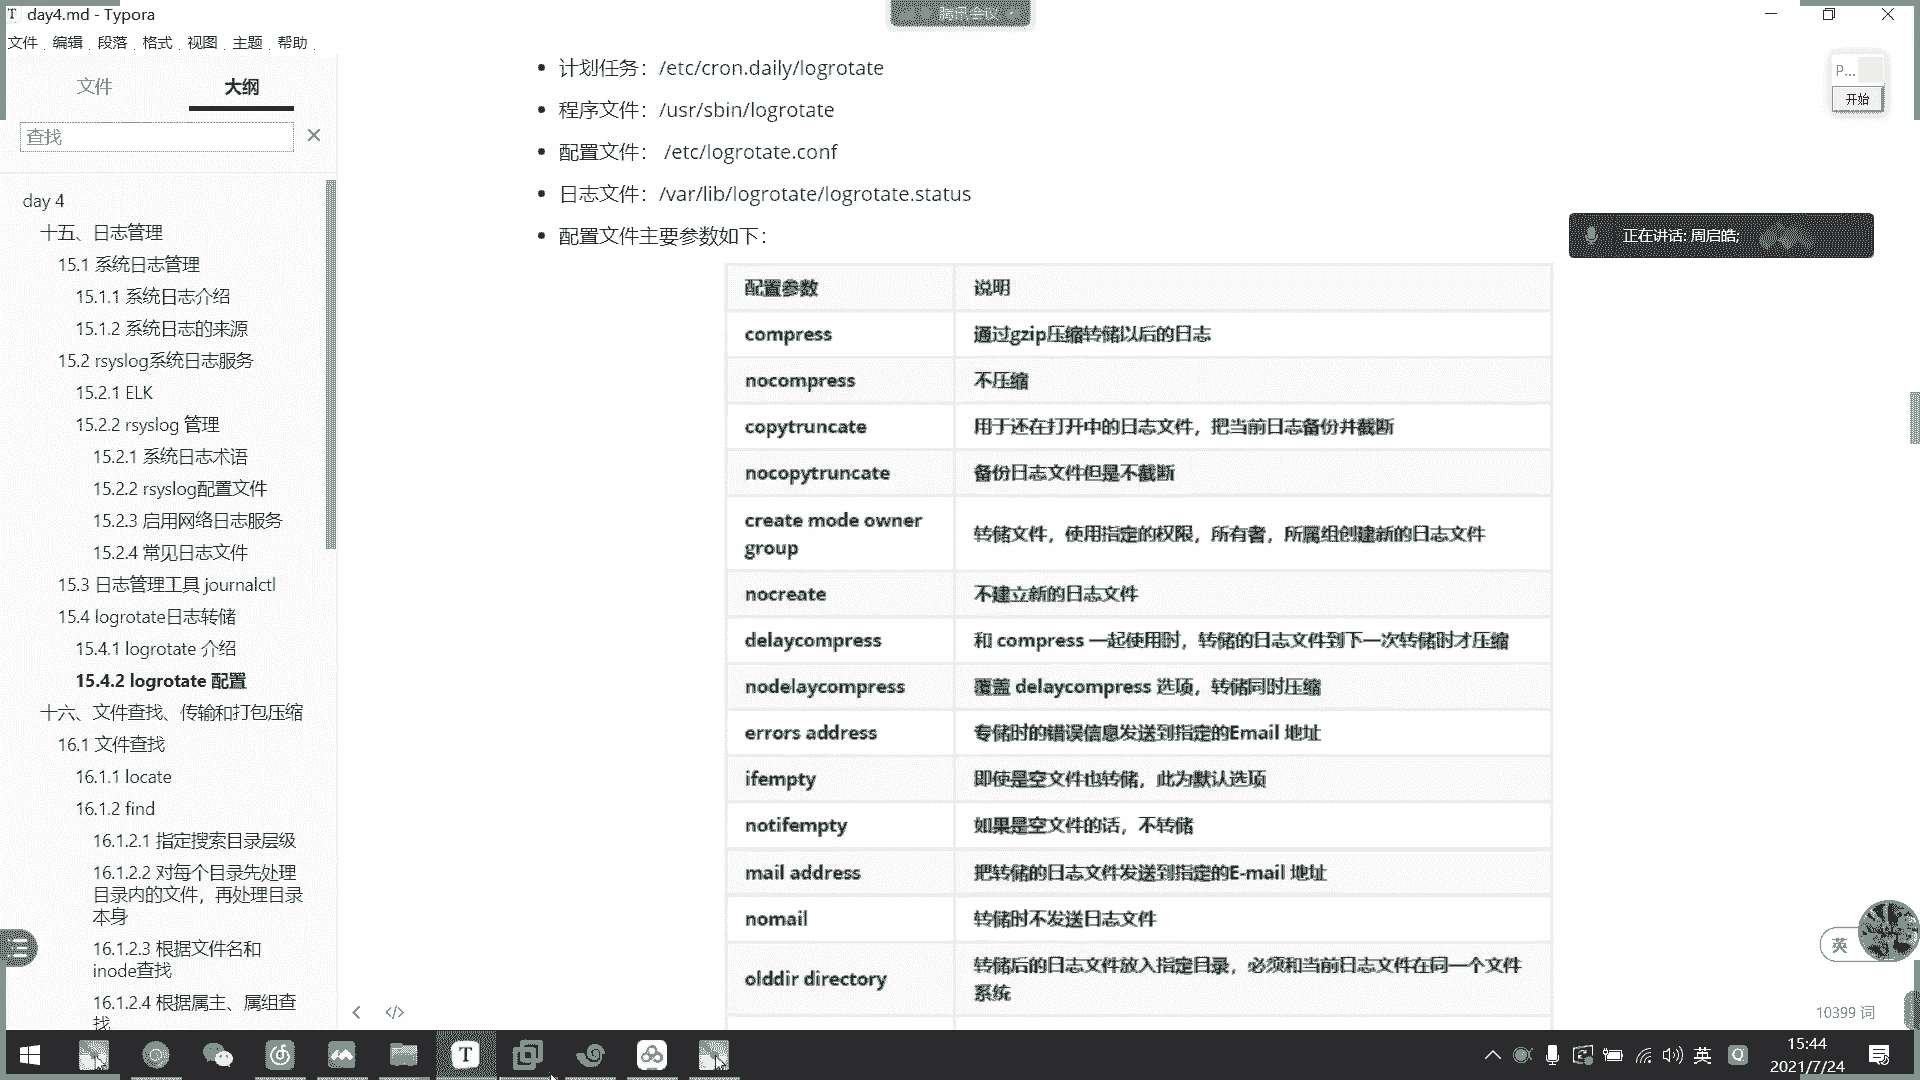 day4.md - Typora
腾讯会议
文件 编辑 段落 格式 视图 主题 帮助
文件
大纲
查找
day 4
十五、日志管理
15.1 系统日志管理
15.1.1 系统日志介绍
15.1.2 系统日志的来源
15.2 rsyslog系统日志服务
15.2.1 ELK
15.2.2 rsyslog 管理
15.2.1 系统日志术语
15.2.2 rsyslog配置文件
15.2.3 启用网络日志服务
15.2.4 常见日志文件
15.3 日志管理工具 journalctl
15.4 logrotate日志转储
15.4.1 logrotate 介绍
15.4.2 logrotate 配置
十六、文件查找、传输和打包压缩
16.1 文件查找
16.1.1 locate
16.1.2 find
16.1.2.1 指定搜索目录层级
16.1.2.2 对每个目录先处理
目录内的文件，再处理目录
本身
16.1.2.3 根据文件名和
inode查找
16.1.2.4 根据属主、属组查
找
计划任务：/etc/cron.daily/logrotate
程序文件：/usr/sbin/logrotate
配置文件： /etc/logrotate.conf
日志文件：/var/lib/logrotate/logrotate.status
配置文件主要参数如下：
配置参数 说明
compress 通过gzip压缩转储以后的日志
nocompress 不压缩
copytruncate 用于还在打开中的日志文件，把当前日志备份并截断
nocopytruncate 备份日志文件但是不截断
create mode owner
group 转储文件，使用指定的权限，所有者，所属组创建新的日志文件
nocreate 不建立新的日志文件
delaycompress 和 compress 一起使用时，转储的日志文件到下一次转储时才压缩
nodelaycompress 覆盖 delaycompress 选项，转储同时压缩
errors address 专储时的错误信息发送到指定的Email 地址
ifempty 即使是空文件也转储，此为默认选项
notifempty 如果是空文件的话，不转储
mail address 把转储的日志文件发送到指定的E-mail 地址
nomail 转储时不发送日志文件
olddir directory 转储后的日志文件放入指定目录，必须和当前日志文件在同一个文件
系统
P...
开始
正在讲话: 周启皓;
英
10399 词
英
15:44
2021/7/24